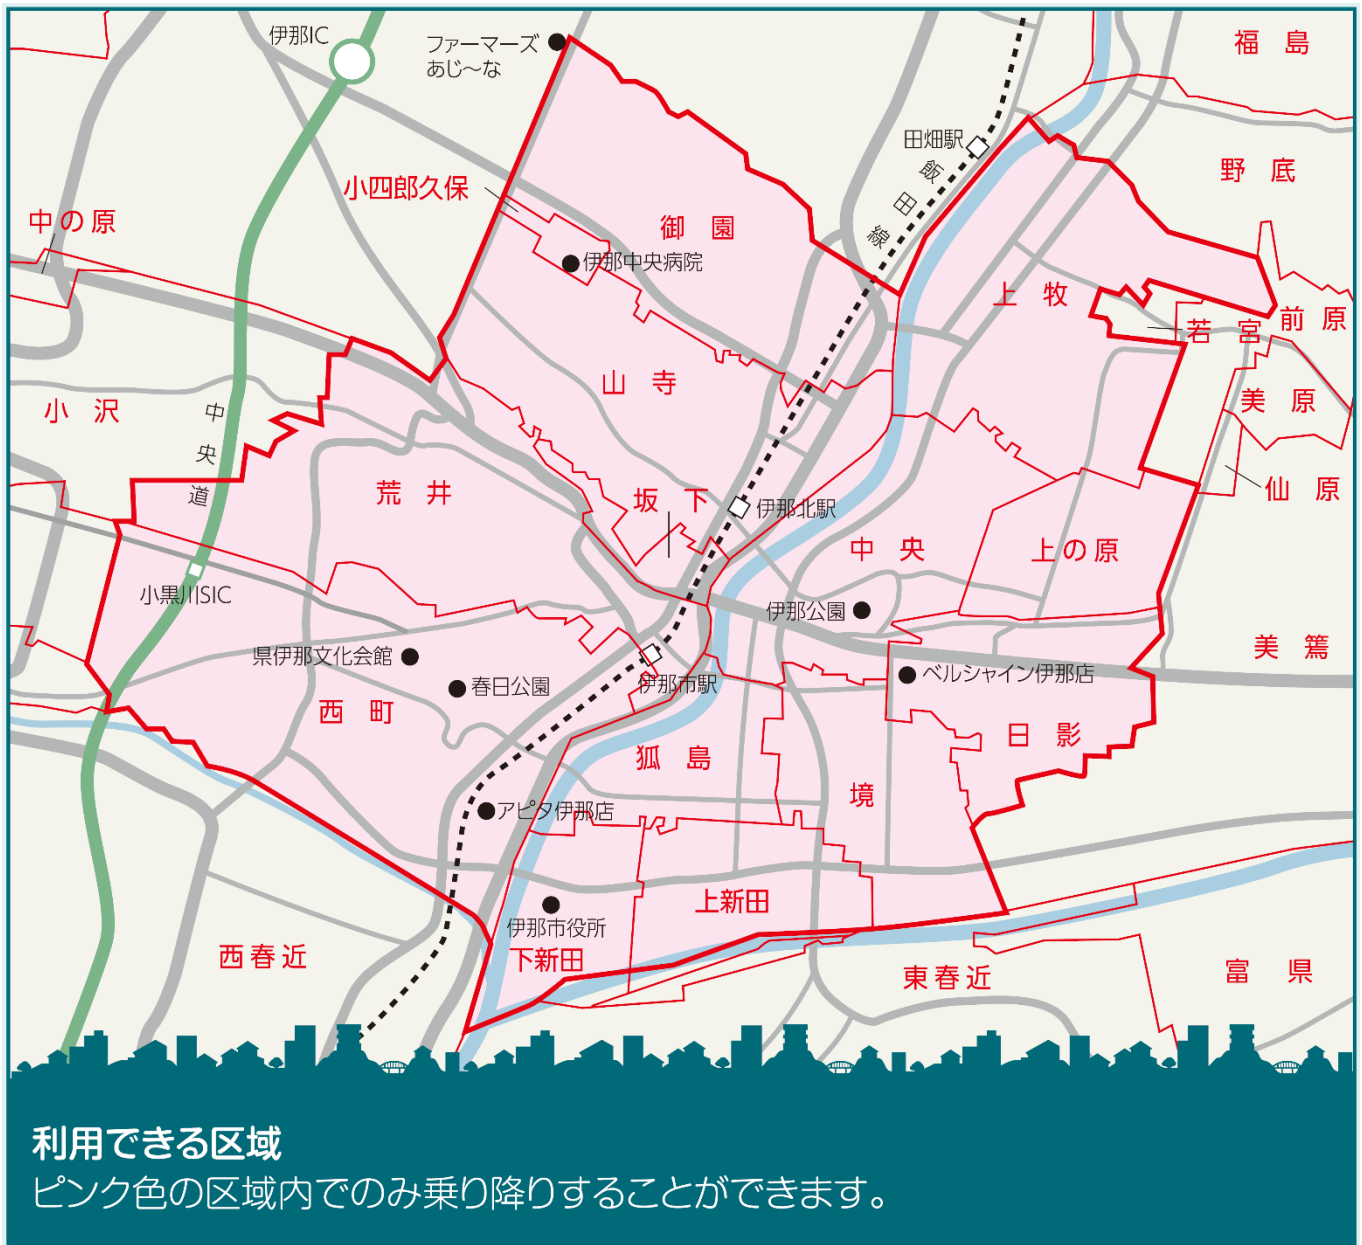 伊那IC
ファーマーズ
あじ～な
福島
田畑駅
飯田線
野底
小四郎久保
中の原
御園
伊那中央病院
上牧
若宮
前原
山寺
小沢
中央道
美原
荒井
坂下
伊那北駅
仙原
中央
上の原
小黒川SIC
伊那公園
県伊那文化会館
伊那市駅
ベルシャイン伊那店
美篶
春日公園
西町
日影
狐島
境
アピタ伊那店
上新田
伊那市役所
下新田
西春近
東春近
富県
利用できる区域
ピンク色の区域内でのみ乗り降りすることができます。